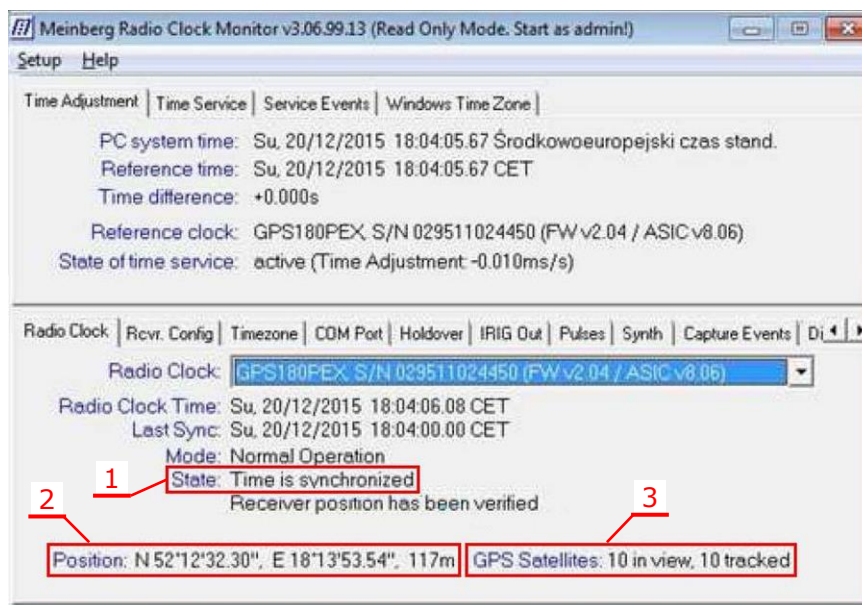 Meinberg Radio Clock Monitor v3.06.99.13 (Read Only Mode. Start as admin!)
Setup Help
Time Adjustment Time Service Service Events Windows Time Zone
PC system time: Su, 20/12/2015 18:04:05.67 Środkowoeuropejski czas stand.
Reference time: Su, 20/12/2015 18:04:05.67 CET
Time difference: +0.000s
Reference clock: GPS180PEX, S/N 029511024450 (FW v2.04 / ASIC v8.06)
State of time service: active (Time Adjustment: -0.010ms/s)
Radio Clock Rcvr. Config Timezone COM Port Holdover IRIG Out Pulses Synth Capture Events Di
Radio Clock: GPS180PEX, S/N 029511024450 (FW v2.04 / ASIC v8.06)
Radio Clock Time: Su, 20/12/2015 18:04:06.08 CET
Last Sync: Su, 20/12/2015 18:04:00.00 CET
Mode: Normal Operation
1 State: Time is synchronized
Receiver position has been verified
2 3
Position: N 52°12'32.30", E 18°13'53.54", 117m GPS Satellites: 10 in view, 10 tracked